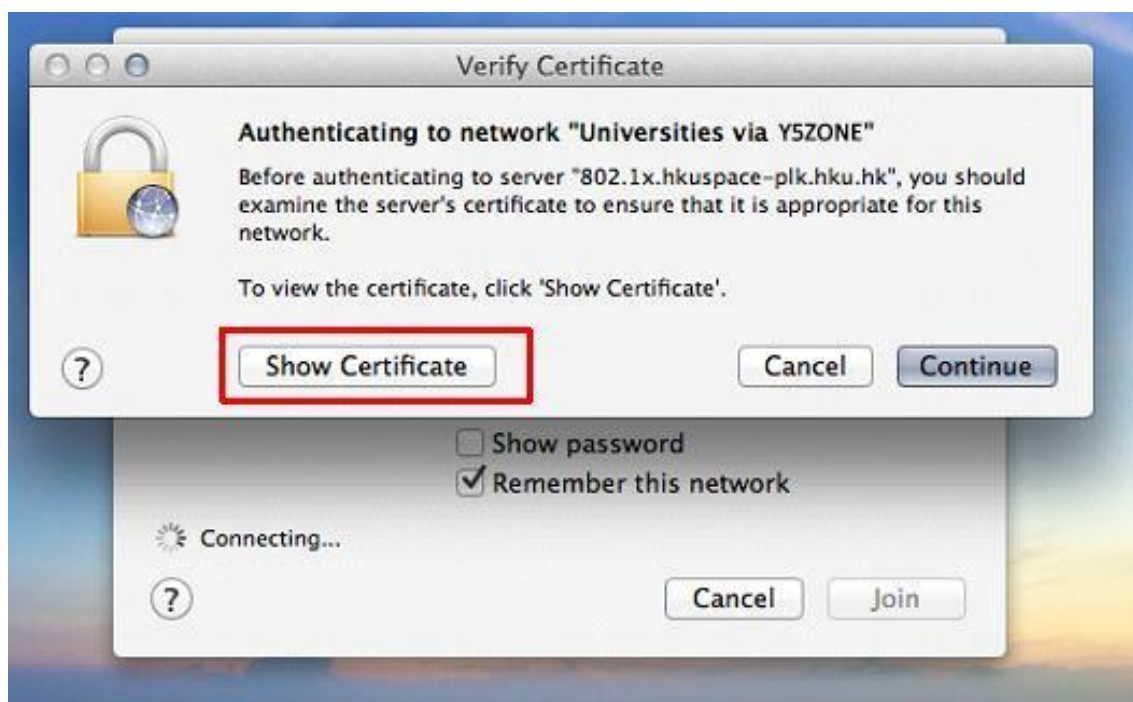 Verify Certificate
Authenticating to network "Universities via Y5ZONE"
Before authenticating to server "802.1x.hkuspace-plk.hku.hk", you should
examine the server's certificate to ensure that it is appropriate for this
network.
To view the certificate, click 'Show Certificate'.
? Show Certificate Cancel Continue
Show password
Remember this network
Connecting...
? Cancel Join